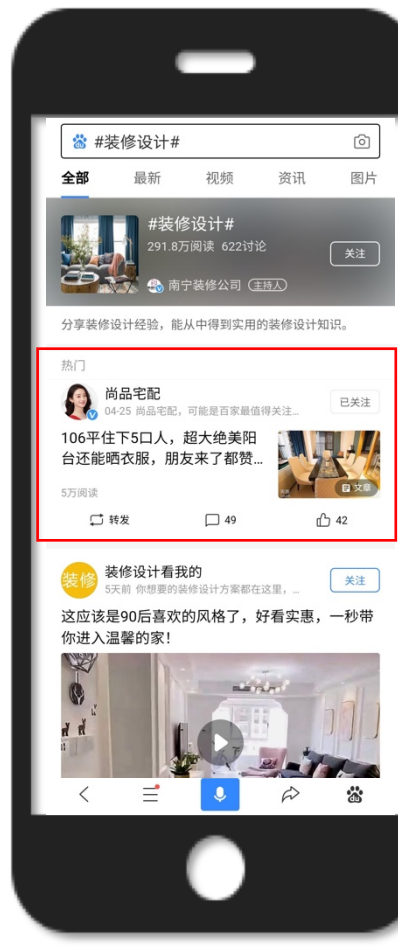 #装修设计#
全部 最新 视频 资讯 图片
#装修设计#
291.8万阅读 622讨论
关注
南宁装修公司 主持人
分享装修设计经验，能从中得到实用的装修设计知识。
热门
尚品宅配
04-25 尚品宅配，可能是百家最值得关注...
已关注
106平住下5口人，超大绝美阳
台还能晒衣服，朋友来了都赞...
文章
5万阅读
转发 49 42
装修
装修设计看我的
5天前 你想要的装修设计方案都在这里，...
关注
这应该是90后喜欢的风格了，好看实惠，一秒带
你进入温馨的家！